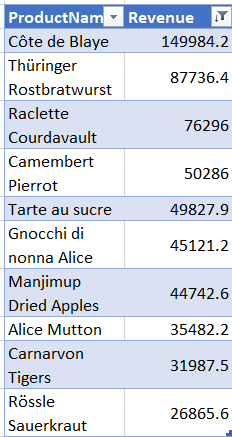 ProductNam Revenue
Côte de Blaye 149984.2
Thüringer
Rostbratwurst 87736.4
Raclette
Courdavault 76296
Camembert
Pierrot 50286
Tarte au sucre 49827.9
Gnocchi di
nonna Alice 45121.2
Manjimup
Dried Apples 44742.6
Alice Mutton 35482.2
Carnarvon
Tigers 31987.5
Rössle
Sauerkraut 26865.6